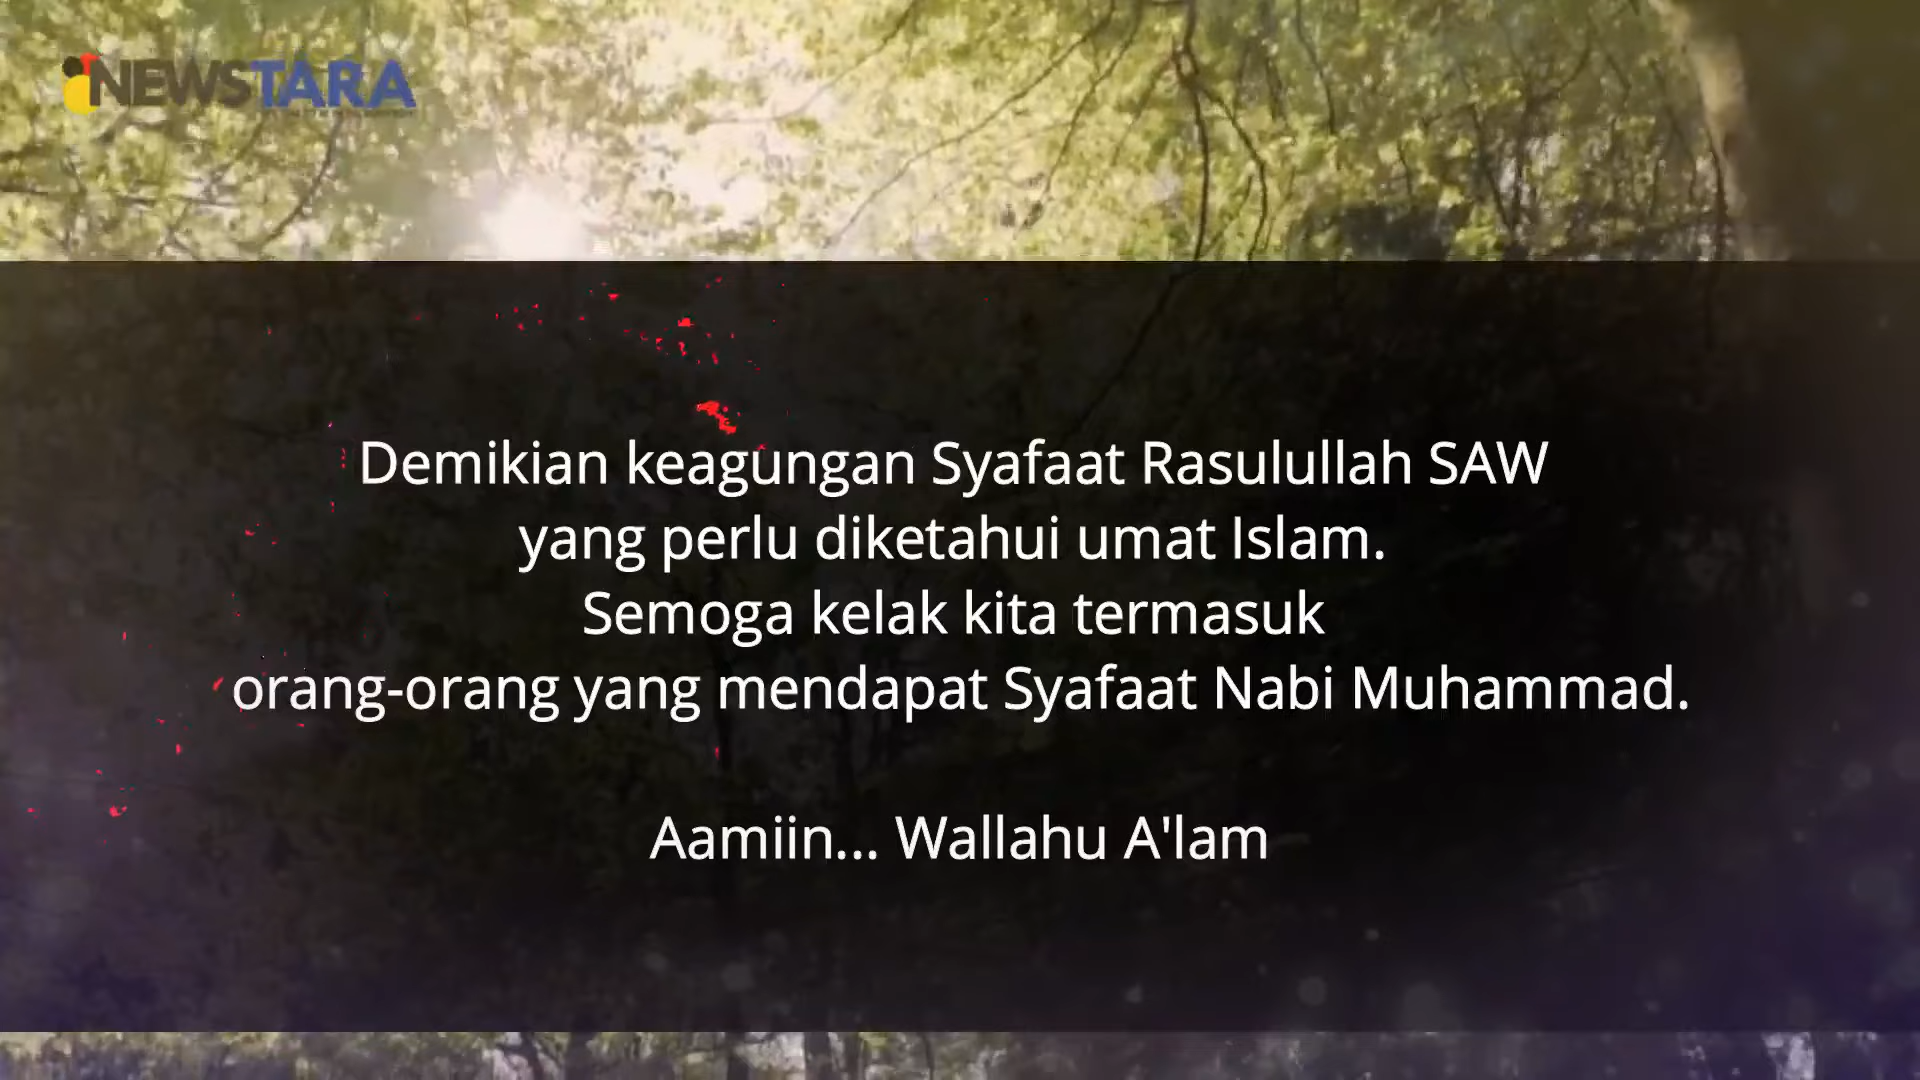 NEWSTARA
Demikian keagungan Syafaat Rasulullah SAW
yang perlu diketahui umat Islam.
Semoga kelak kita termasuk
orang-orang yang mendapat Syafaat Nabi Muhammad.
Aamiin... Wallahu A'lam